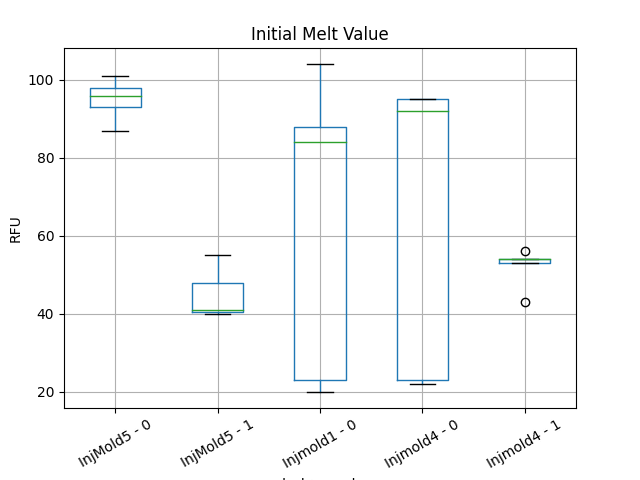 Initial Melt Value
RFU
100
80
60
40
20
InjMold5 - 0
InjMold5 - 1
Injmold1 - 0
Injmold4 - 0
Injmold4 - 1